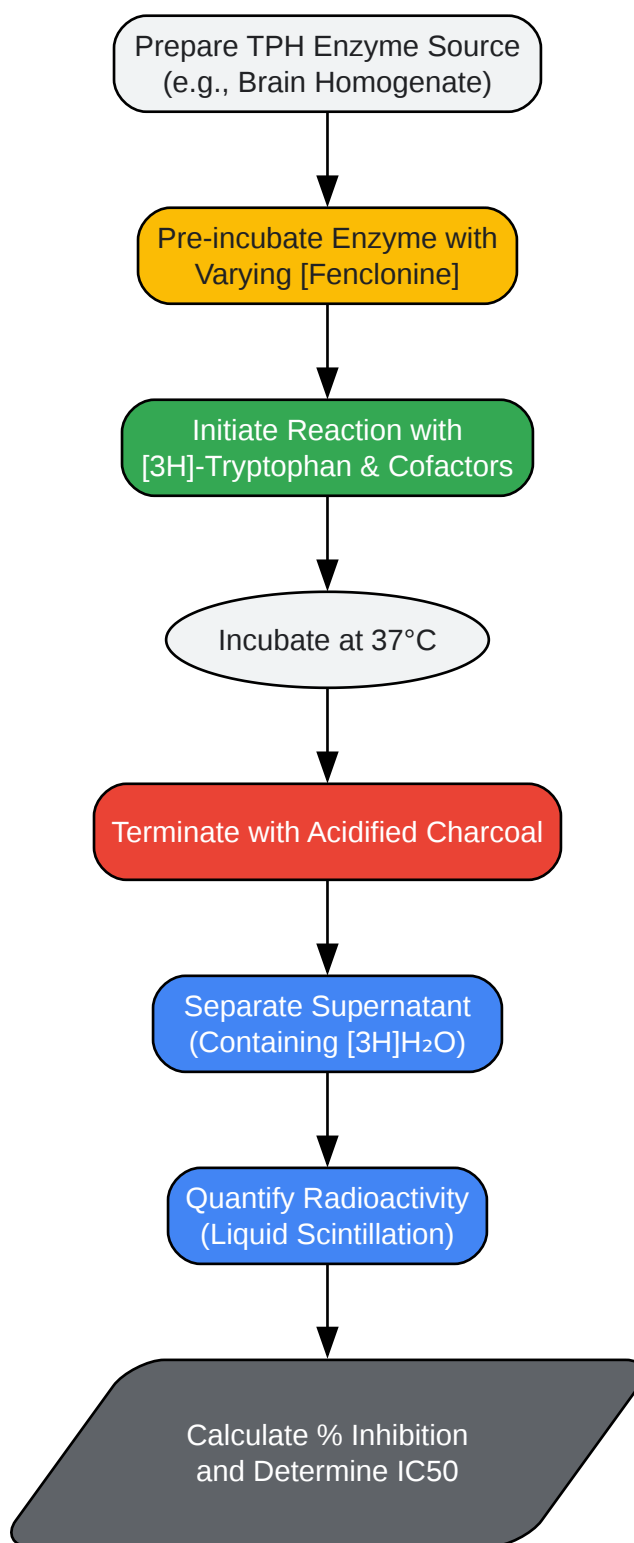 Prepare TPH Enzyme Source
(e.g., Brain Homogenate)
Pre-incubate Enzyme with
Varying [Fenclonine]
Initiate Reaction with
[3H]-Tryptophan & Cofactors
Incubate at 37°C
Terminate with Acidified Charcoal
Separate Supernatant
(Containing [3H]H₂O)
Quantify Radioactivity
(Liquid Scintillation)
Calculate % Inhibition
and Determine IC50